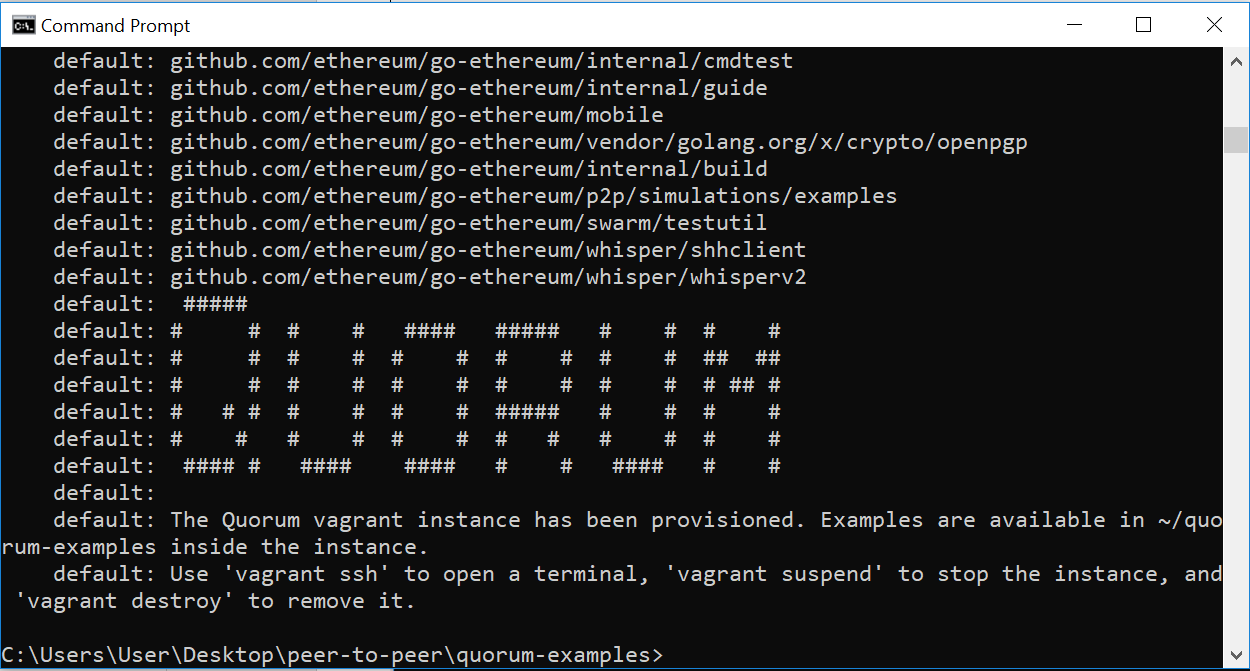 Command Prompt
    default: github.com/ethereum/go-ethereum/internal/cmdtest
    default: github.com/ethereum/go-ethereum/internal/guide
    default: github.com/ethereum/go-ethereum/mobile
    default: github.com/ethereum/go-ethereum/vendor/golang.org/x/crypto/openpgp
    default: github.com/ethereum/go-ethereum/internal/build
    default: github.com/ethereum/go-ethereum/p2p/simulations/examples
    default: github.com/ethereum/go-ethereum/swarm/testutil
    default: github.com/ethereum/go-ethereum/whisper/shhclient
    default: github.com/ethereum/go-ethereum/whisper/whisperv2
    default:  #####
    default: #     #  #    #   ####   #####   #    #  #    #
    default: #     #  #    #  #    #  #    #  #    #  ##  ##
    default: #     #  #    #  #    #  #    #  #    #  # ## #
    default: #   # #  #    #  #    #  #####   #    #  #    #
    default: #    #   #    #  #    #  #   #   #    #  #    #
    default:  #### #   ####    ####   #    #   ####   #    #
    default:
    default: The Quorum vagrant instance has been provisioned. Examples are available in ~/quo
rum-examples inside the instance.
    default: Use 'vagrant ssh' to open a terminal, 'vagrant suspend' to stop the instance, and
 'vagrant destroy' to remove it.
C:\Users\User\Desktop\peer-to-peer\quorum-examples>